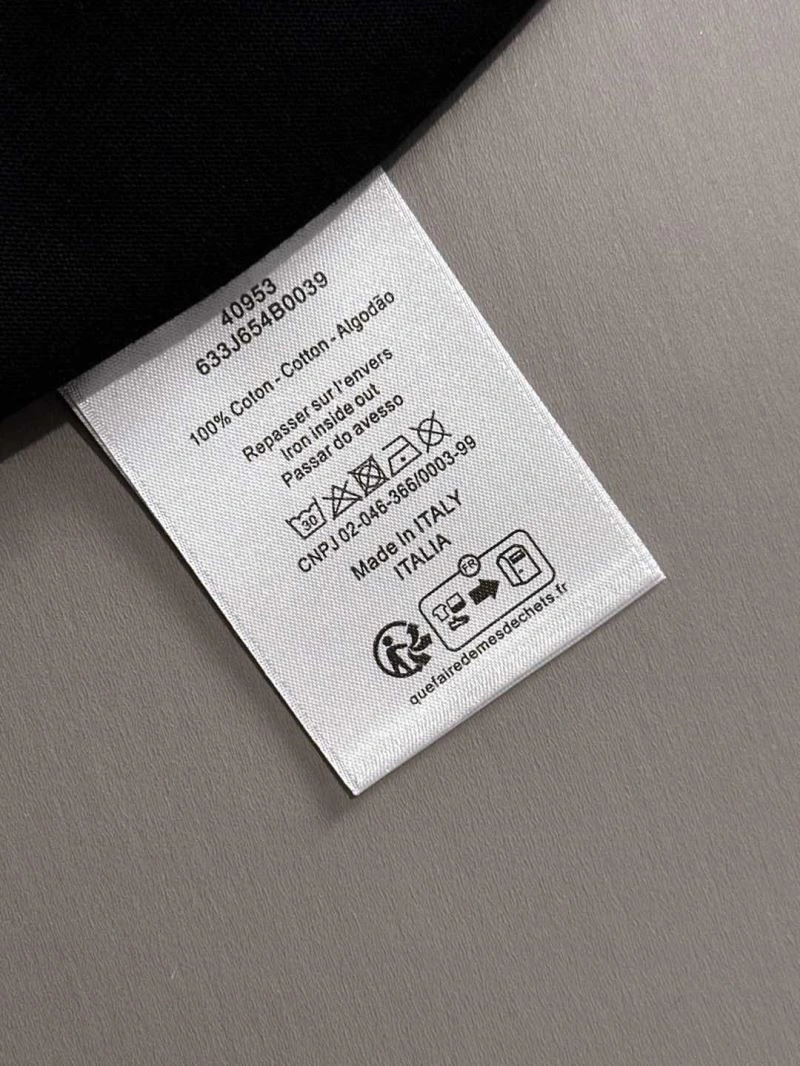 40953
633J654B0039
100% Coton - Cotton - Algodão
Repasser sur l'envers
Iron inside out
Passar do avesso
30
CNPJ 02-046-366/0003-99
Made in ITALY
ITALIA
FR
quefairedemesdechets.fr